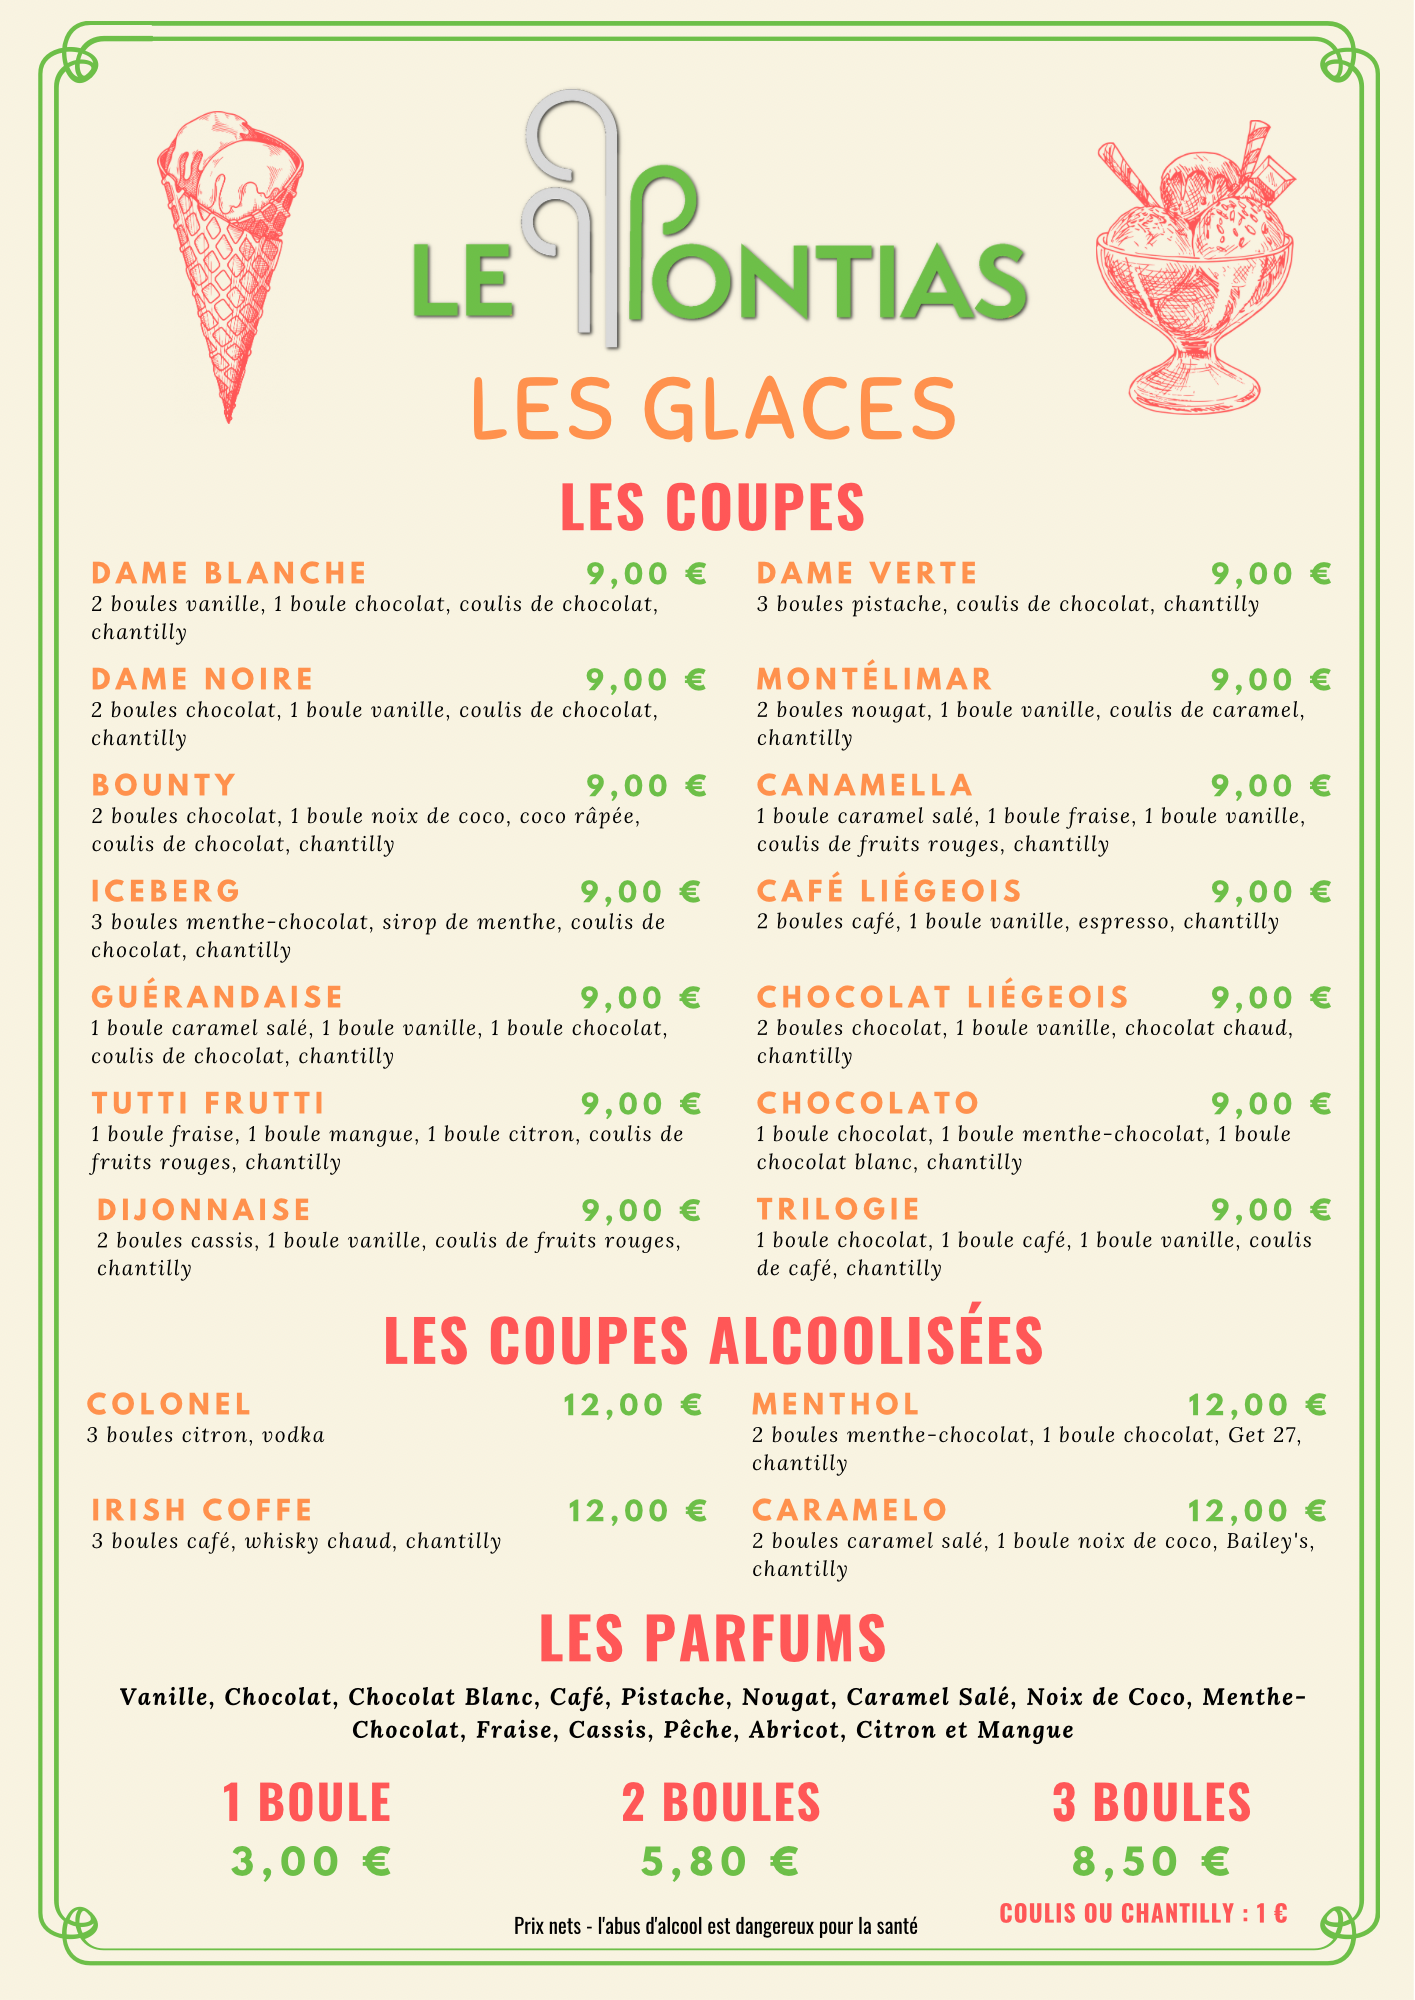 LE PONTIAS
LES GLACES
LES COUPES
DAME BLANCHE 9,00 €
2 boules vanille, 1 boule chocolat, coulis de chocolat,
chantilly
DAME NOIRE 9,00 €
2 boules chocolat, 1 boule vanille, coulis de chocolat,
chantilly
BOUNTY 9,00 €
2 boules chocolat, 1 boule noix de coco, coco râpée,
coulis de chocolat, chantilly
ICEBERG 9,00 €
3 boules menthe-chocolat, sirop de menthe, coulis de
chocolat, chantilly
GUÉRANDAISE 9,00 €
1 boule caramel salé, 1 boule vanille, 1 boule chocolat,
coulis de chocolat, chantilly
TUTTI FRUTTI 9,00 €
1 boule fraise, 1 boule mangue, 1 boule citron, coulis de
fruits rouges, chantilly
DIJONNAISE 9,00 €
2 boules cassis, 1 boule vanille, coulis de fruits rouges,
chantilly
DAME VERTE 9,00 €
3 boules pistache, coulis de chocolat, chantilly
MONTÉLIMAR 9,00 €
2 boules nougat, 1 boule vanille, coulis de caramel,
chantilly
CANAMELLA 9,00 €
1 boule caramel salé, 1 boule fraise, 1 boule vanille,
coulis de fruits rouges, chantilly
CAFÉ LIÉGEOIS 9,00 €
2 boules café, 1 boule vanille, espresso, chantilly
CHOCOLAT LIÉGEOIS 9,00 €
2 boules chocolat, 1 boule vanille, chocolat chaud,
chantilly
CHOCOLATO 9,00 €
1 boule chocolat, 1 boule menthe-chocolat, 1 boule
chocolat blanc, chantilly
TRILOGIE 9,00 €
1 boule chocolat, 1 boule café, 1 boule vanille, coulis
de café, chantilly
LES COUPES ALCOOLISÉES
COLONEL 12,00 €
3 boules citron, vodka
IRISH COFFE 12,00 €
3 boules café, whisky chaud, chantilly
MENTHOL 12,00 €
2 boules menthe-chocolat, 1 boule chocolat, Get 27,
chantilly
CARAMELO 12,00 €
2 boules caramel salé, 1 boule noix de coco, Bailey's,
chantilly
LES PARFUMS
Vanille, Chocolat, Chocolat Blanc, Café, Pistache, Nougat, Caramel Salé, Noix de Coco, Menthe-
Chocolat, Fraise, Cassis, Pêche, Abricot, Citron et Mangue
1 BOULE
3,00 €
2 BOULES
5,80 €
3 BOULES
8,50 €
COULIS OU CHANTILLY : 1 €
Prix nets - l'abus d'alcool est dangereux pour la santé